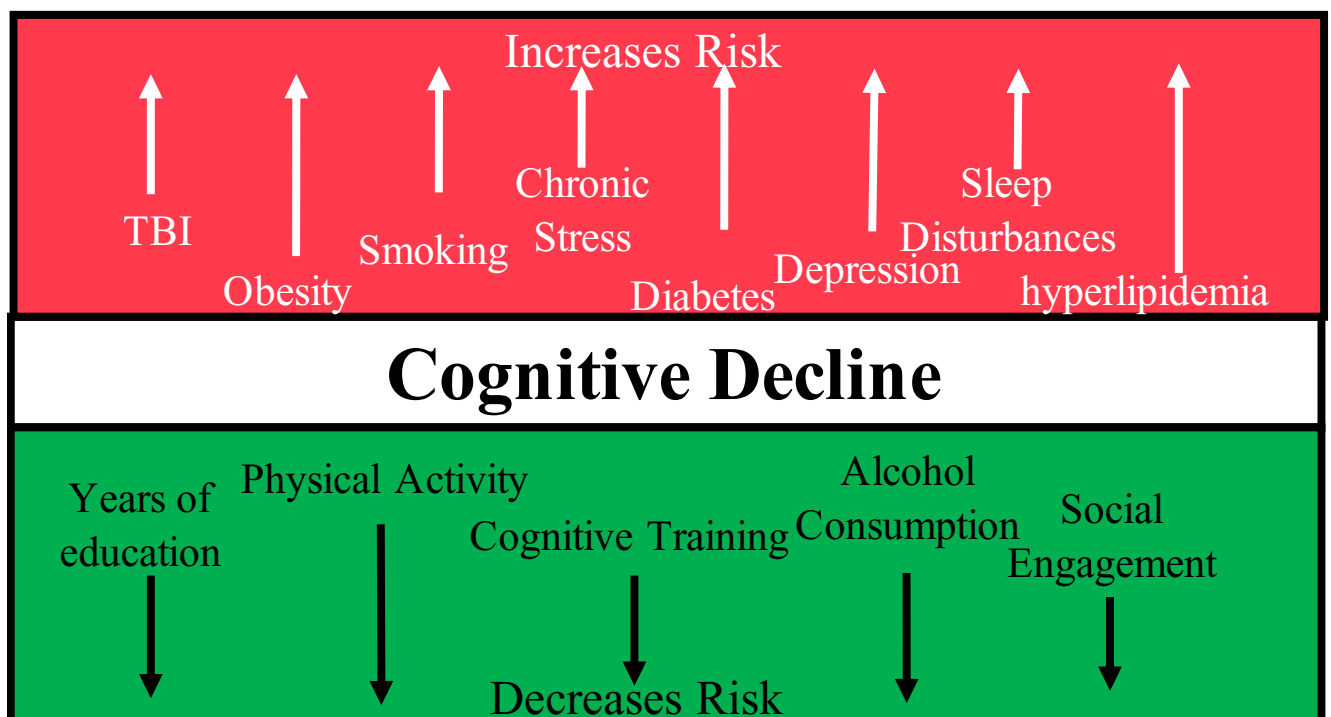 Increases Risk
TBI
Obesity
Smoking
Chronic
Stress
Diabetes
Depression
Sleep
Disturbances
hyperlipidemia
Cognitive Decline
Years of
education
Physical Activity
Cognitive Training
Alcohol
Consumption
Social
Engagement
Decreases Risk